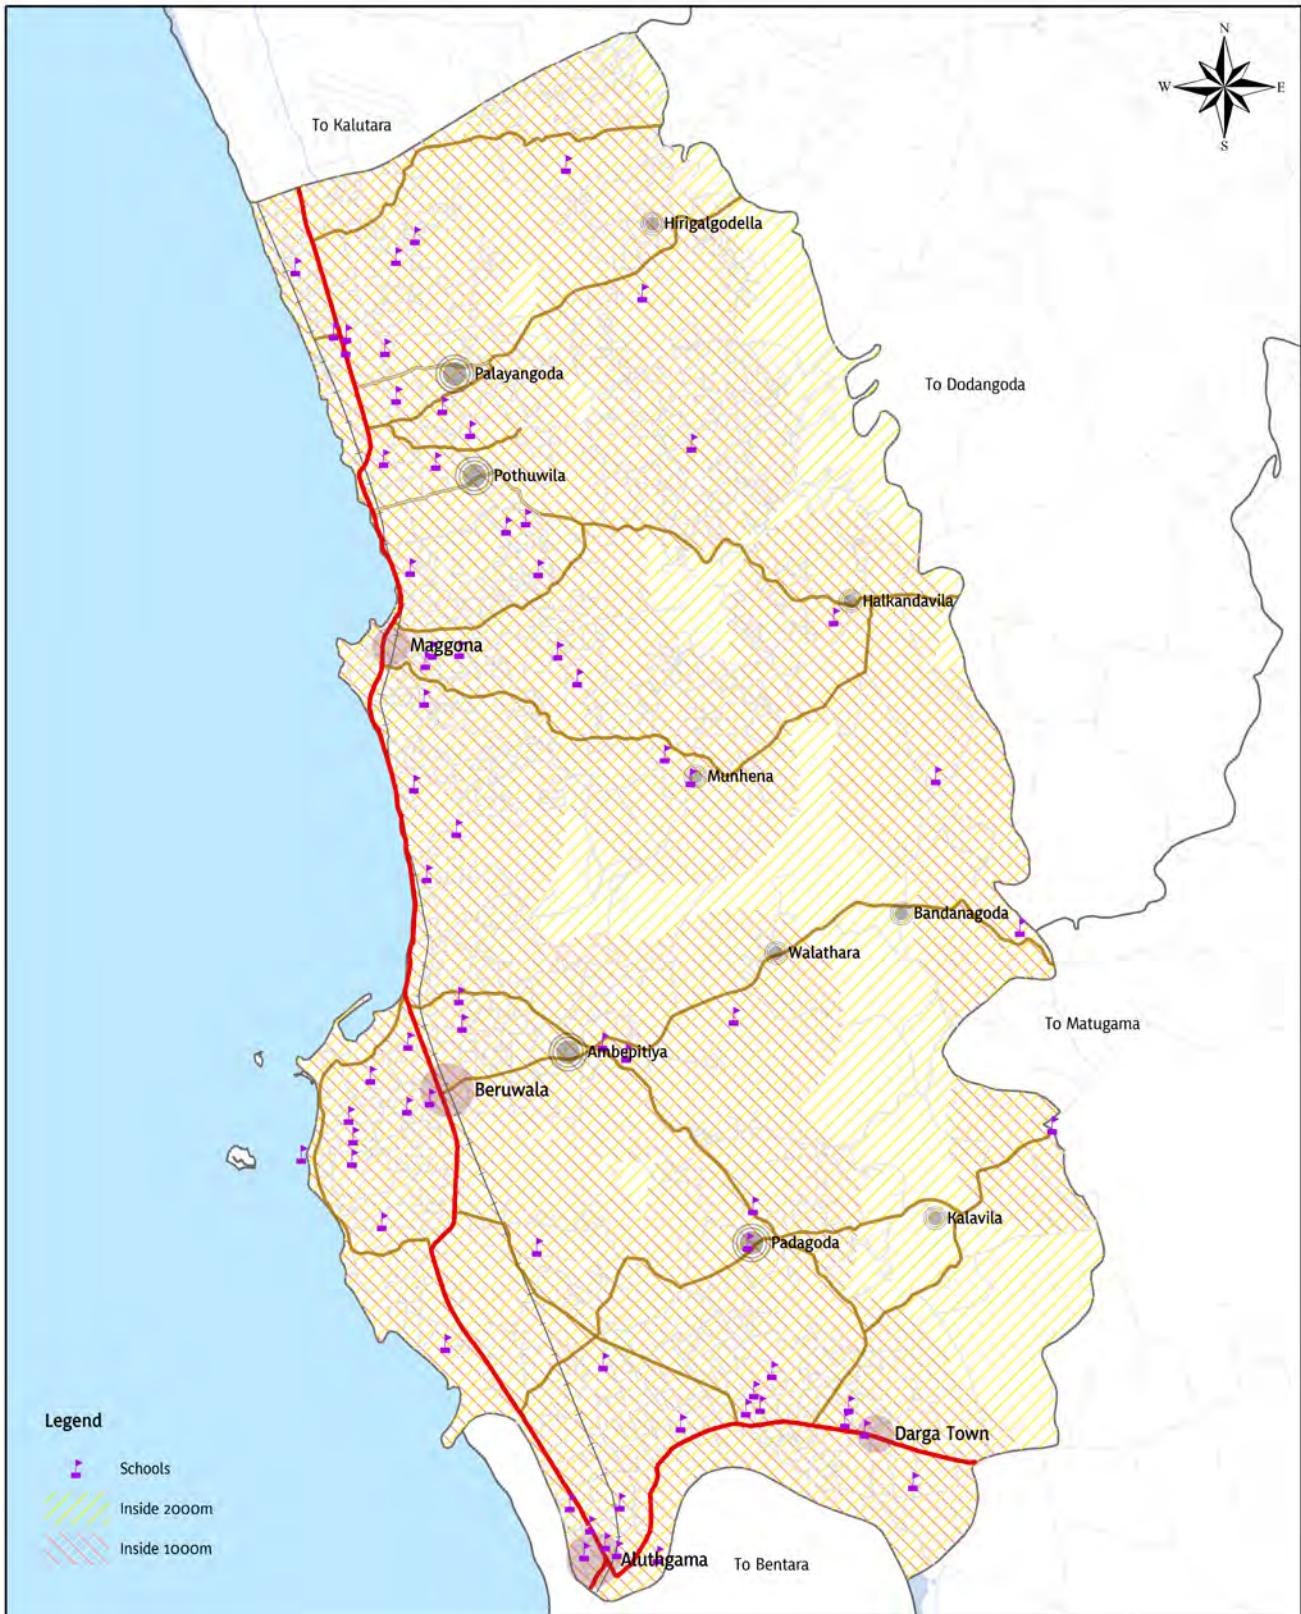 N
W
E
S
To Kalutara
Hirigalgodella
Palayangoda
To Dodangoda
Pothuwila
Halkandavila
Maggona
Munhena
Bandanagoda
Walathara
To Matugama
Ambepitiya
Beruwala
Kalavila
Padagoda
Legend
Darga Town
Schools
Inside 2000m
Inside 1000m
Aluthgama
To Bentara